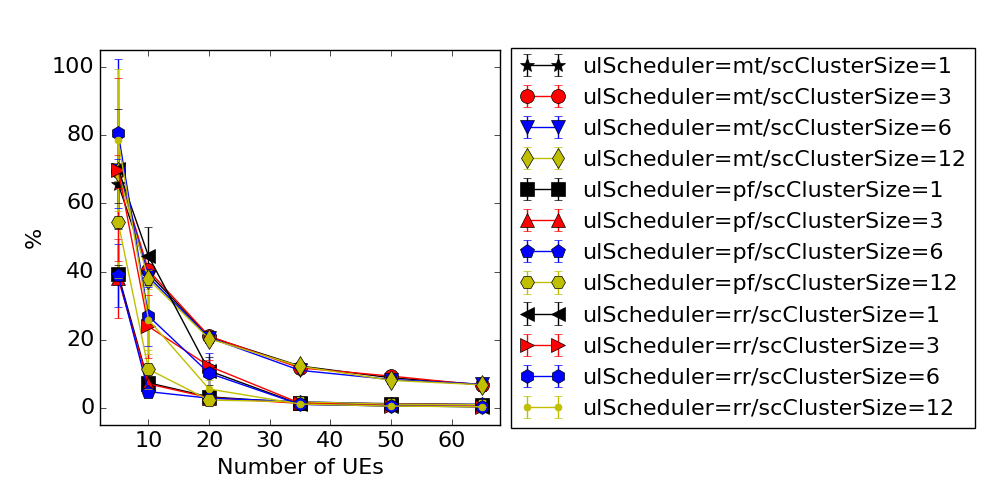 100
80
60
40
20
0
%
10 20 30 40 50 60
Number of UEs
ulScheduler=mt/scClusterSize=1
ulScheduler=mt/scClusterSize=3
ulScheduler=mt/scClusterSize=6
ulScheduler=mt/scClusterSize=12
ulScheduler=pf/scClusterSize=1
ulScheduler=pf/scClusterSize=3
ulScheduler=pf/scClusterSize=6
ulScheduler=pf/scClusterSize=12
ulScheduler=rr/scClusterSize=1
ulScheduler=rr/scClusterSize=3
ulScheduler=rr/scClusterSize=6
ulScheduler=rr/scClusterSize=12